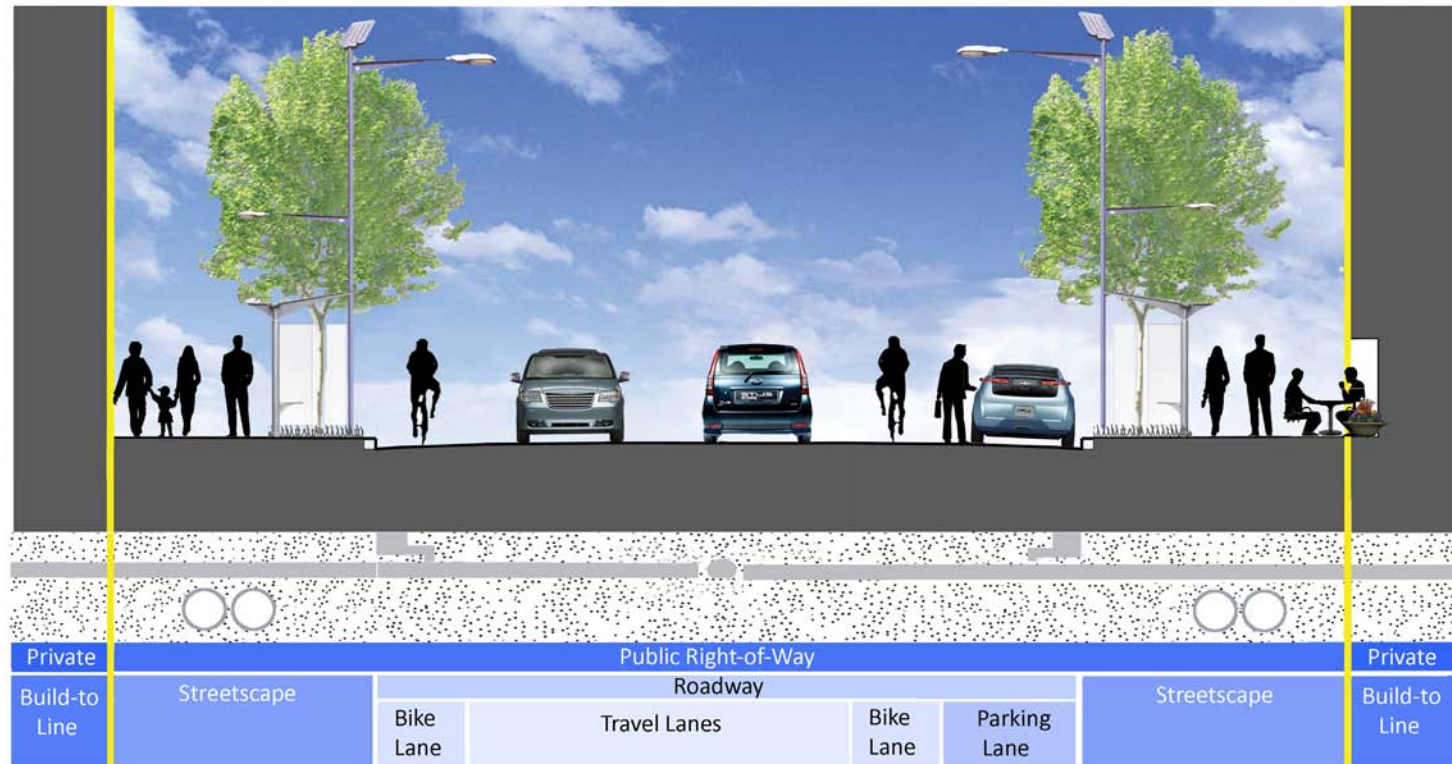 Private
Public Right-of-Way
Private
Build-to
Line
Streetscape
Roadway
Bike
Lane
Travel Lanes
Bike
Lane
Parking
Lane
Streetscape
Build-to
Line